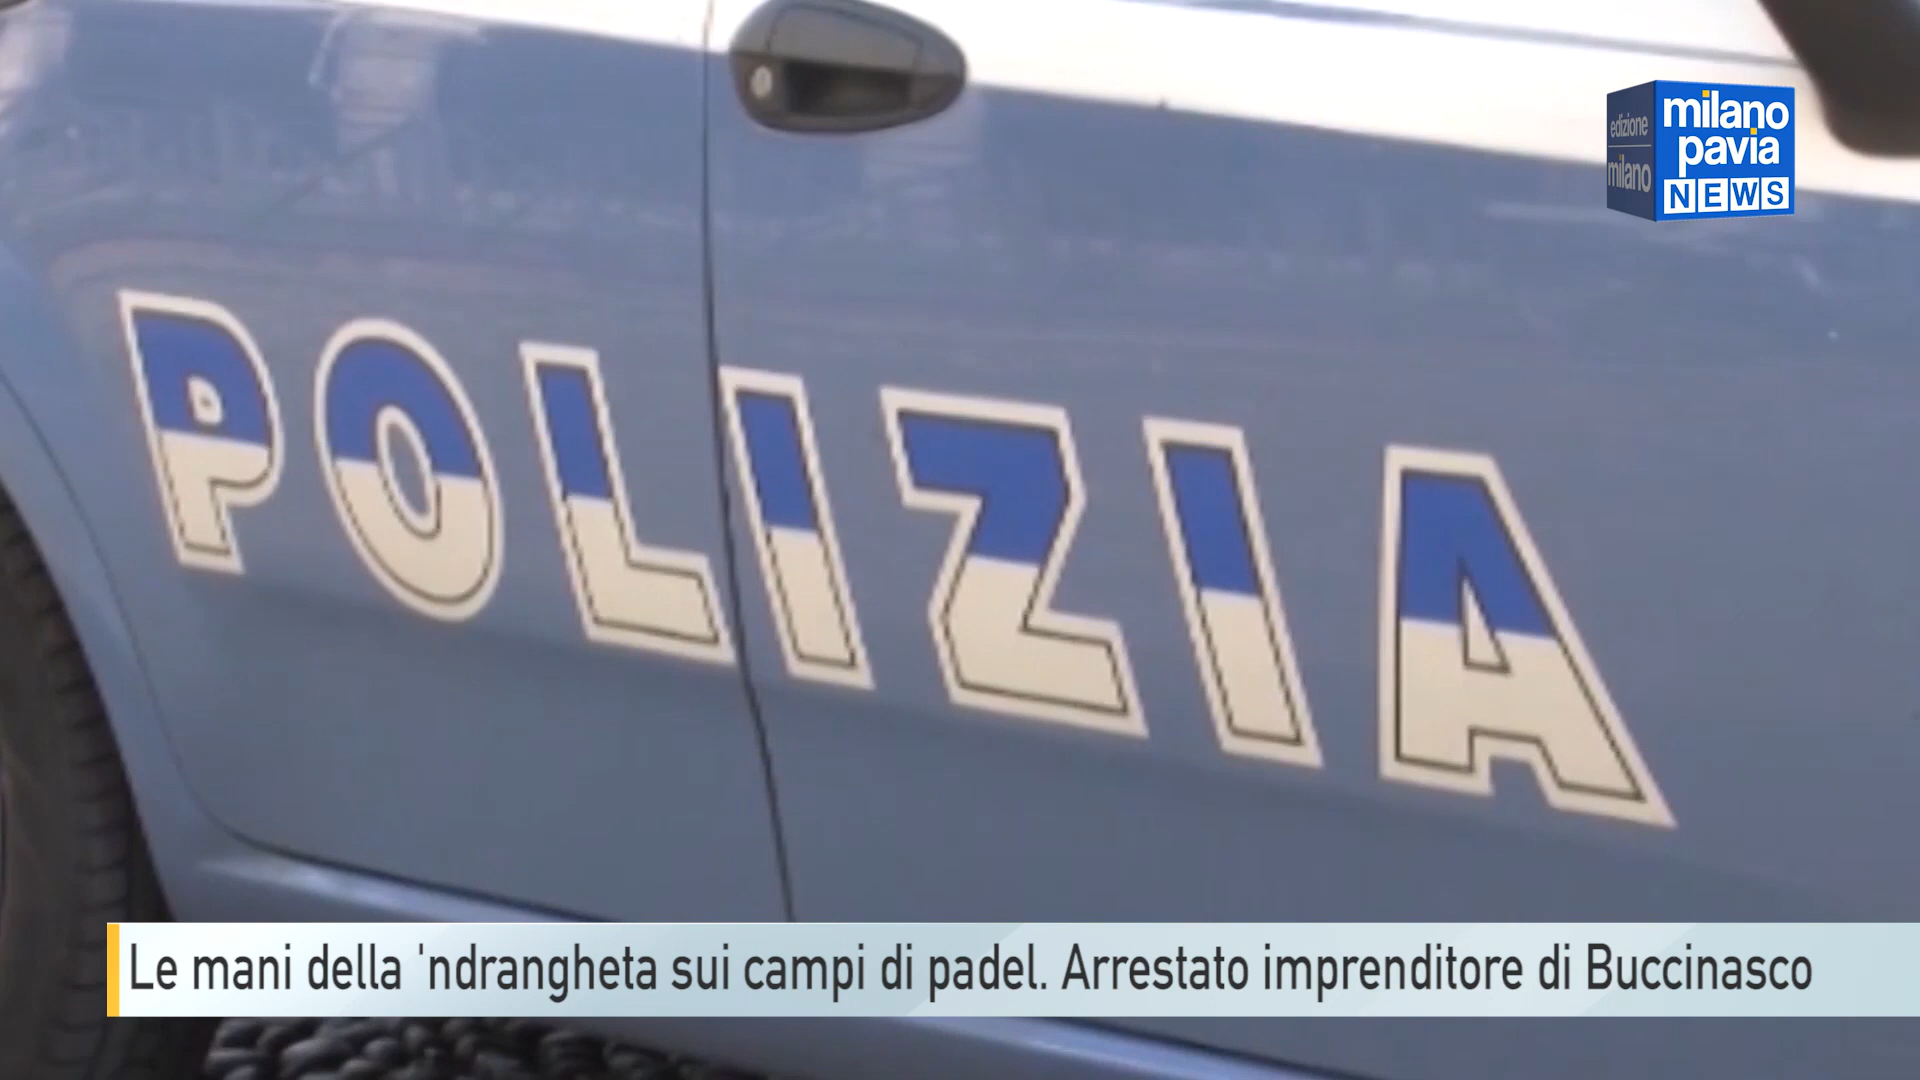 edizione
milano
milano
pavia
NEWS
POLIZIA
Le mani della 'ndrangheta sui campi di padel. Arrestato imprenditore di Buccinasco